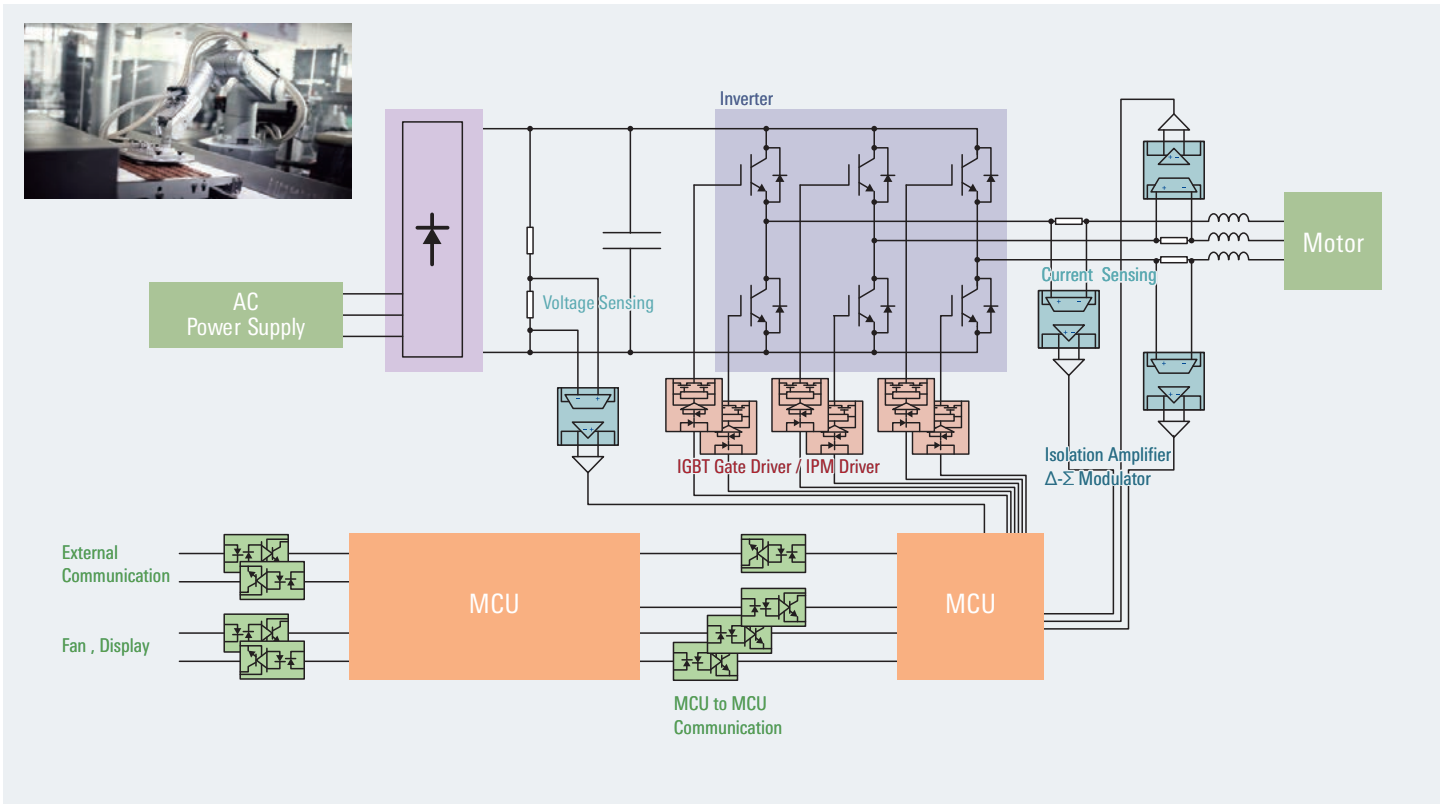 Inverter
AC
Power Supply
Voltage Sensing
Current Sensing
Motor
IGBT Gate Driver / IPM Driver
Isolation Amplifier
Δ-Σ Modulator
External
Communication
Fan , Display
MCU
MCU
MCU to MCU
Communication